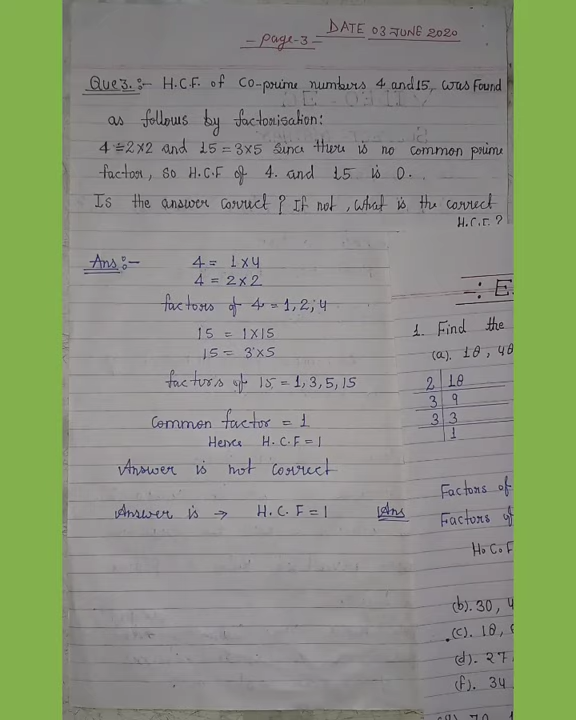 - Page-3 -
DATE 03 JUNE 2020
Que 3.:- H.C.F. of Co-prime numbers 4 and 15, was found
as follows by factorisation:
4 = 2×2 and 15 = 3×5 Since there is no common prime
factor, so H.C.F of 4 and 15 is 0.
Is the answer correct? If not, what is the correct
H.C.F.?
Ans:-
4 = 1×4
4 = 2×2
factors of 4 = 1, 2, 4
15 = 1×15
15 = 3×5
factors of 15 = 1, 3, 5, 15
Common factor = 1
Hence H.C.F = 1
Answer is not correct
Answer is → H.C.F = 1 Ans
-: E
1. Find the
(a). 18, 48
2 | 18
3 | 9
3 | 3
1
Factors of
Factors of
H.C.F
(b). 30, 4
(c). 18,
(d). 27
(f). 34